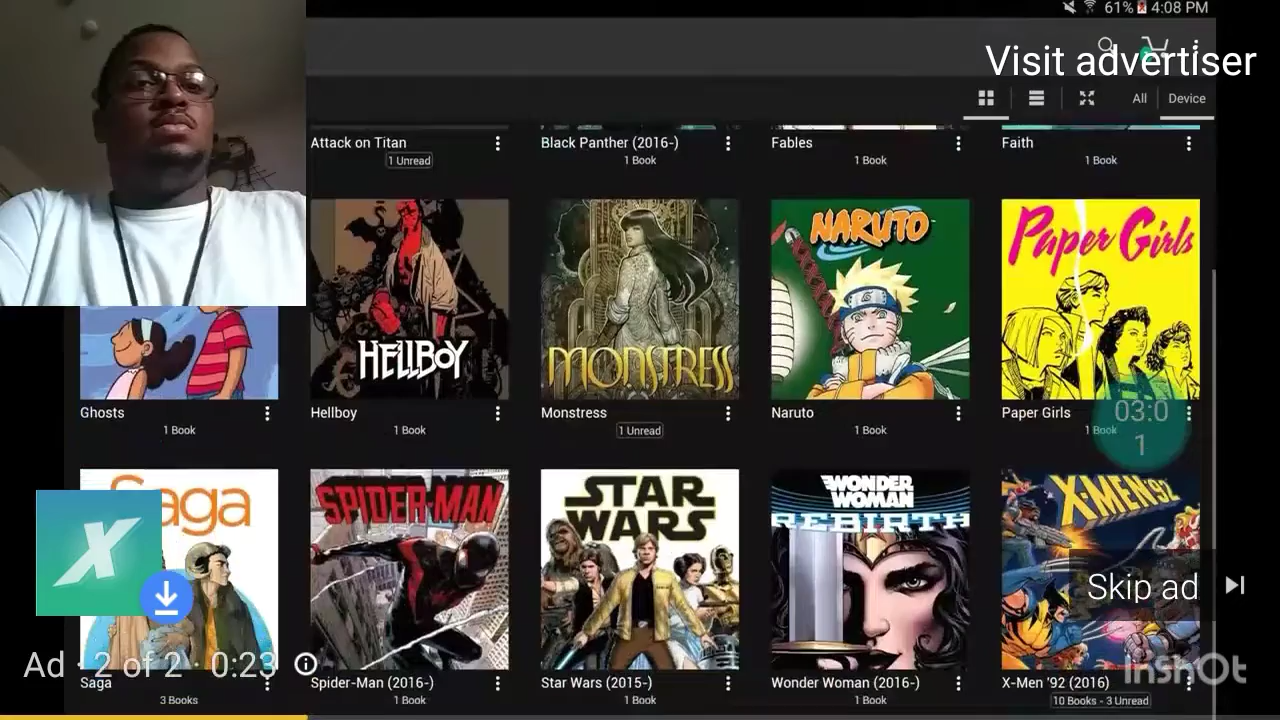 61% 4:08 PM
Visit advertiser
All Device
Attack on Titan
1 Unread
Black Panther (2016-)
1 Book
Fables
1 Book
Faith
1 Book
HELLBOY
MONSTRESS
NARUTO
Paper Girls
Ghosts
1 Book
Hellboy
1 Book
Monstress
1 Unread
Naruto
1 Book
Paper Girls
1 Book
03:0
1
Saga
SPIDER-MAN
STAR
WARS
WONDER
WOMAN
REBIRTH
X-MEN '92
X
Skip ad
Ad · 2 of 2 · 0:23
Saga
3 Books
Spider-Man (2016-)
1 Book
Star Wars (2015-)
1 Book
Wonder Woman (2016-)
1 Book
X-Men '92 (2016)
10 Books - 3 Unread
InShOt